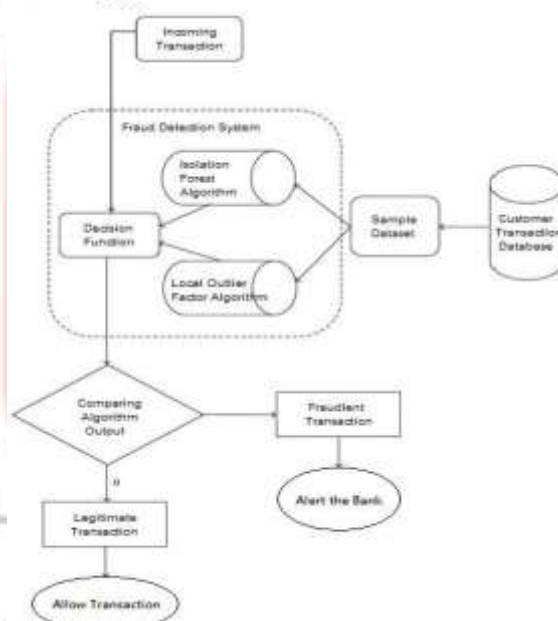 Incoming
Transaction
Fraud Detection System
Isolation
Forest
Algorithm
Decision
Function
Sample
Dataset
Customer
Transaction
Database
Local Outlier
Factor Algorithm
Comparing
Algorithm
Output
Fraudlent
Transaction
Alert the Bank
Legitimate
Transaction
Allow Transaction